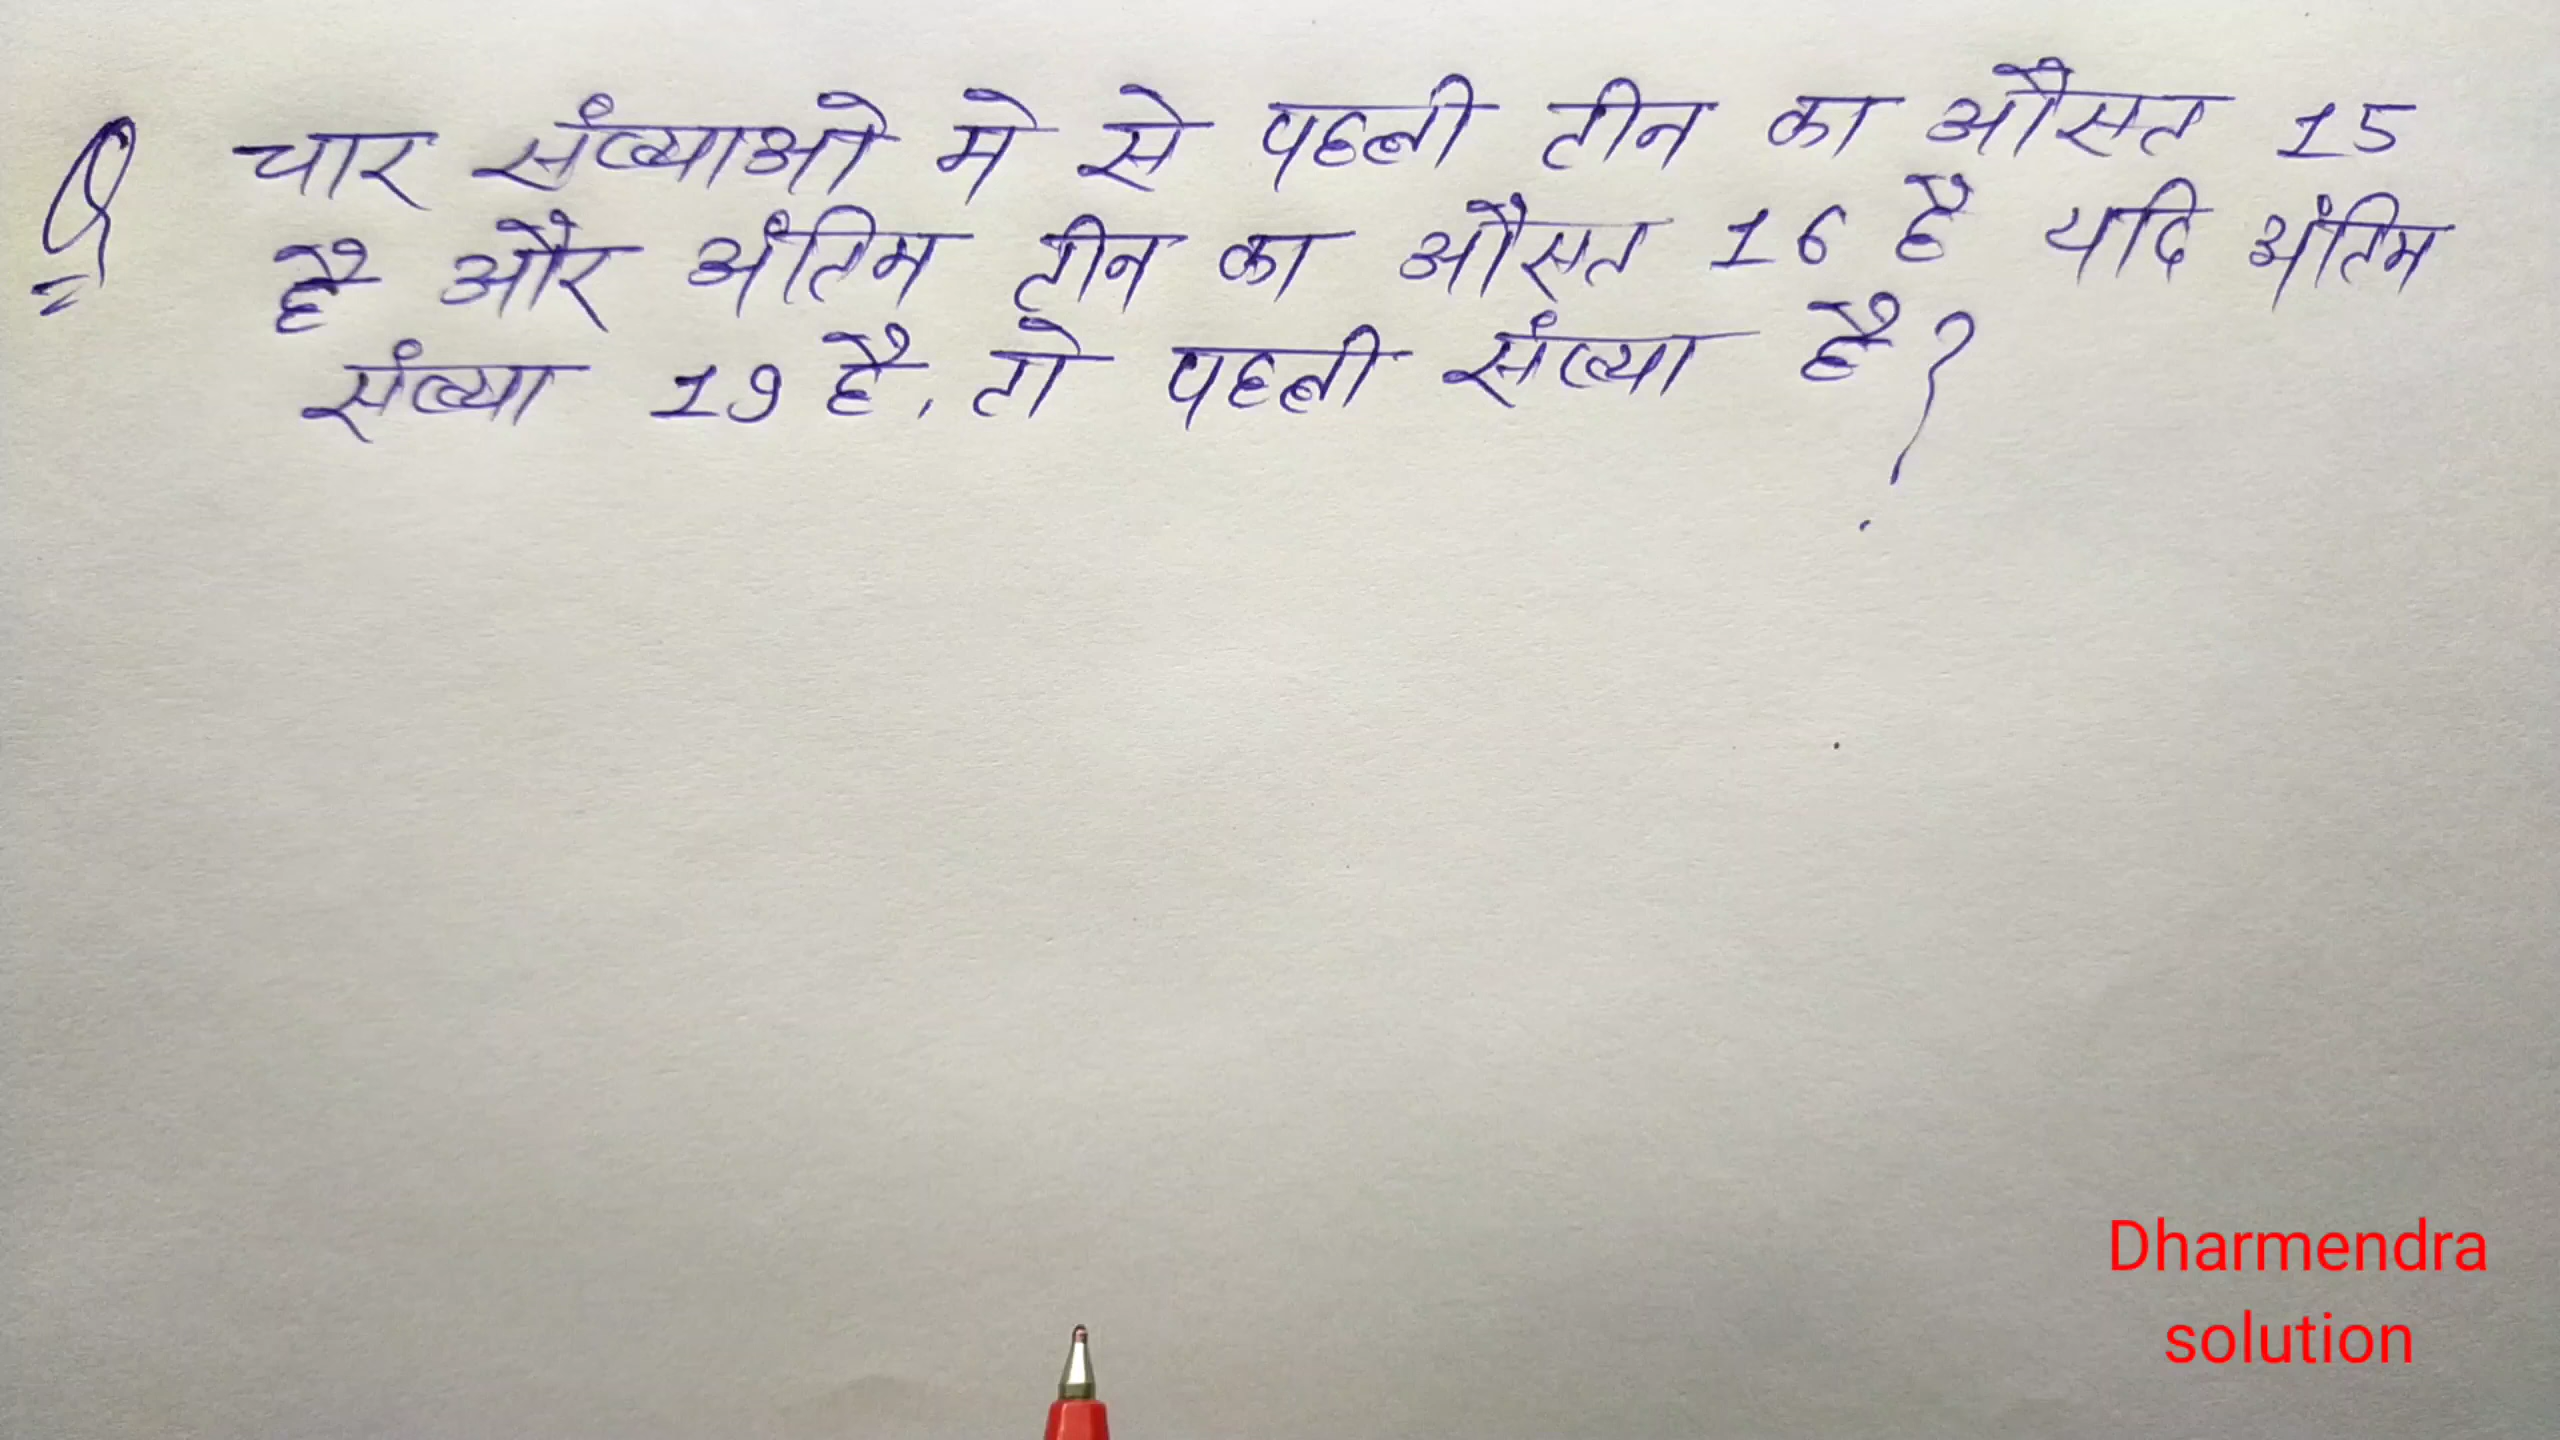 Q चार संख्याओ मे से पहली तीन का औसत 15
है और अंतिम तीन का औसत 16 है यदि अंतिम
संख्या 19 है, तो पहली संख्या है?
Dharmendra
solution